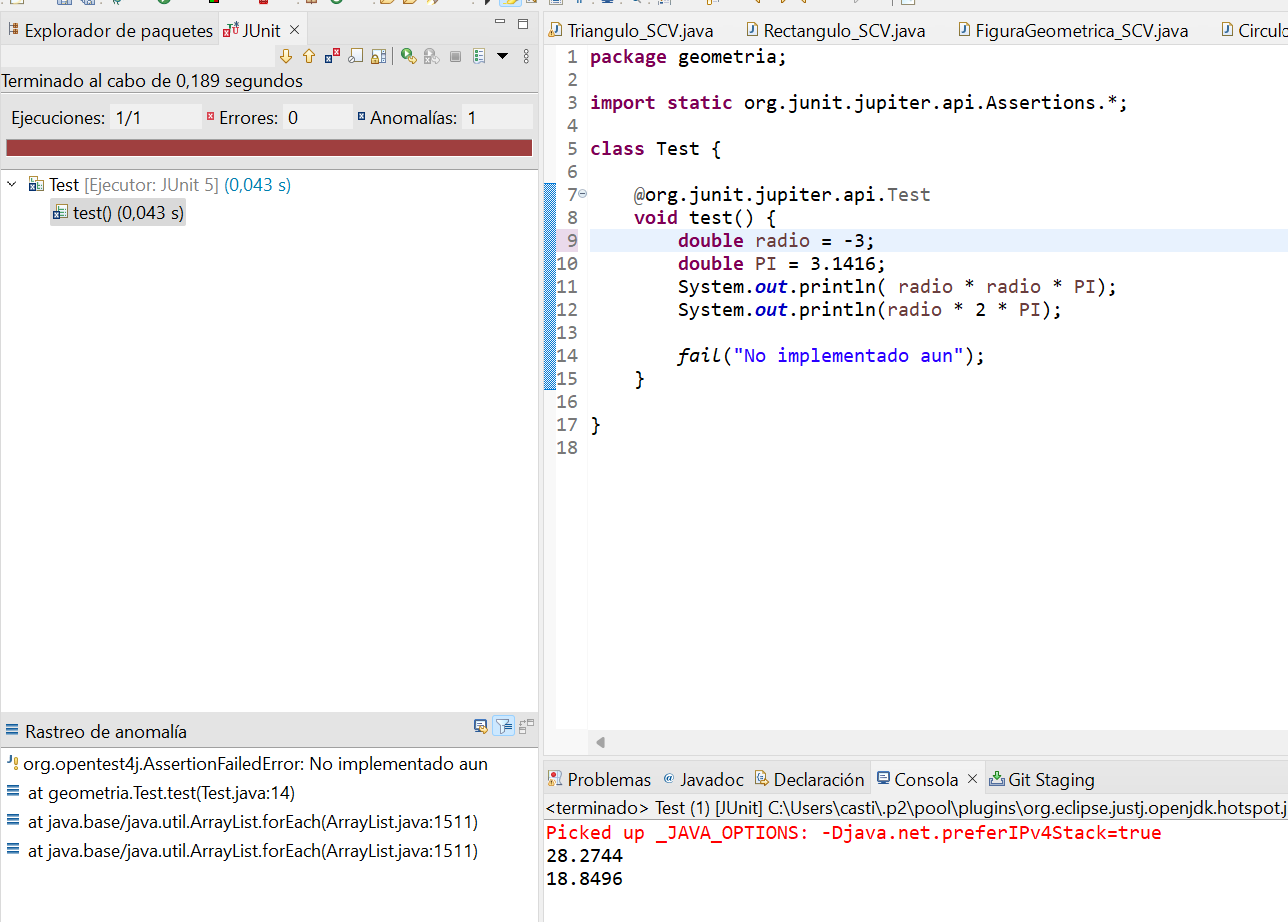 Explorador de paquetes
JUnit
Terminado al cabo de 0,189 segundos
Ejecuciones: 1/1 Errores: 0 Anomalías: 1
Test [Ejecutor: JUnit 5] (0,043 s)
test() (0,043 s)
Rastreo de anomalía
org.opentest4j.AssertionFailedError: No implementado aun
at geometria.Test.test(Test.java:14)
at java.base/java.util.ArrayList.forEach(ArrayList.java:1511)
at java.base/java.util.ArrayList.forEach(ArrayList.java:1511)
Triangulo_SCV.java Rectangulo_SCV.java FiguraGeometrica_SCV.java Circulo
1 package geometria;
2
3 import static org.junit.jupiter.api.Assertions.*;
4
5 class Test {
6
7 @org.junit.jupiter.api.Test
8 void test() {
9 double radio = -3;
10 double PI = 3.1416;
11 System.out.println( radio * radio * PI);
12 System.out.println(radio * 2 * PI);
13
14 fail("No implementado aun");
15 }
16
17 }
18
Problemas @ Javadoc Declaración Consola Git Staging
<terminado> Test (1) [JUnit] C:\Users\casti\.p2\pool\plugins\org.eclipse.justj.openjdk.hotspot.j
Picked up _JAVA_OPTIONS: -Djava.net.preferIPv4Stack=true
28.2744
18.8496